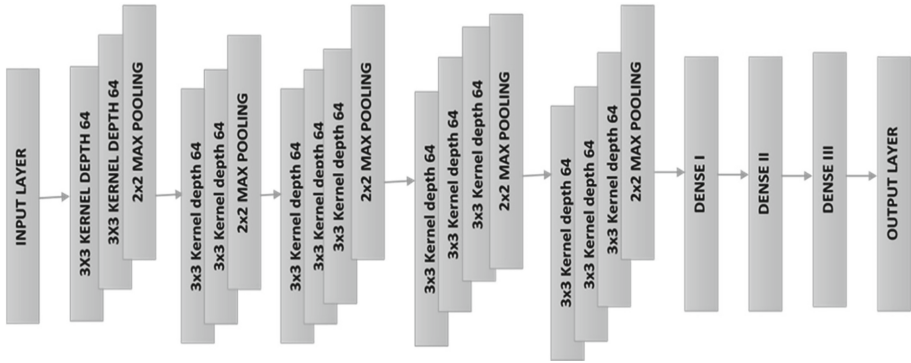 INPUT LAYER
3X3 KERNEL DEPTH 64
3X3 KERNEL DEPTH 64
2x2 MAX POOLING
3x3 Kernel depth 64
3x3 Kernel depth 64
2x2 MAX POOLING
3x3 Kernel depth 64
3x3 Kernel depth 64
3x3 Kernel depth 64
2x2 MAX POOLING
3x3 Kernel depth 64
3x3 Kernel depth 64
3x3 Kernel depth 64
2x2 MAX POOLING
3x3 Kernel depth 64
3x3 Kernel depth 64
3x3 Kernel depth 64
2x2 MAX POOLING
DENSE I
DENSE II
DENSE III
OUTPUT LAYER